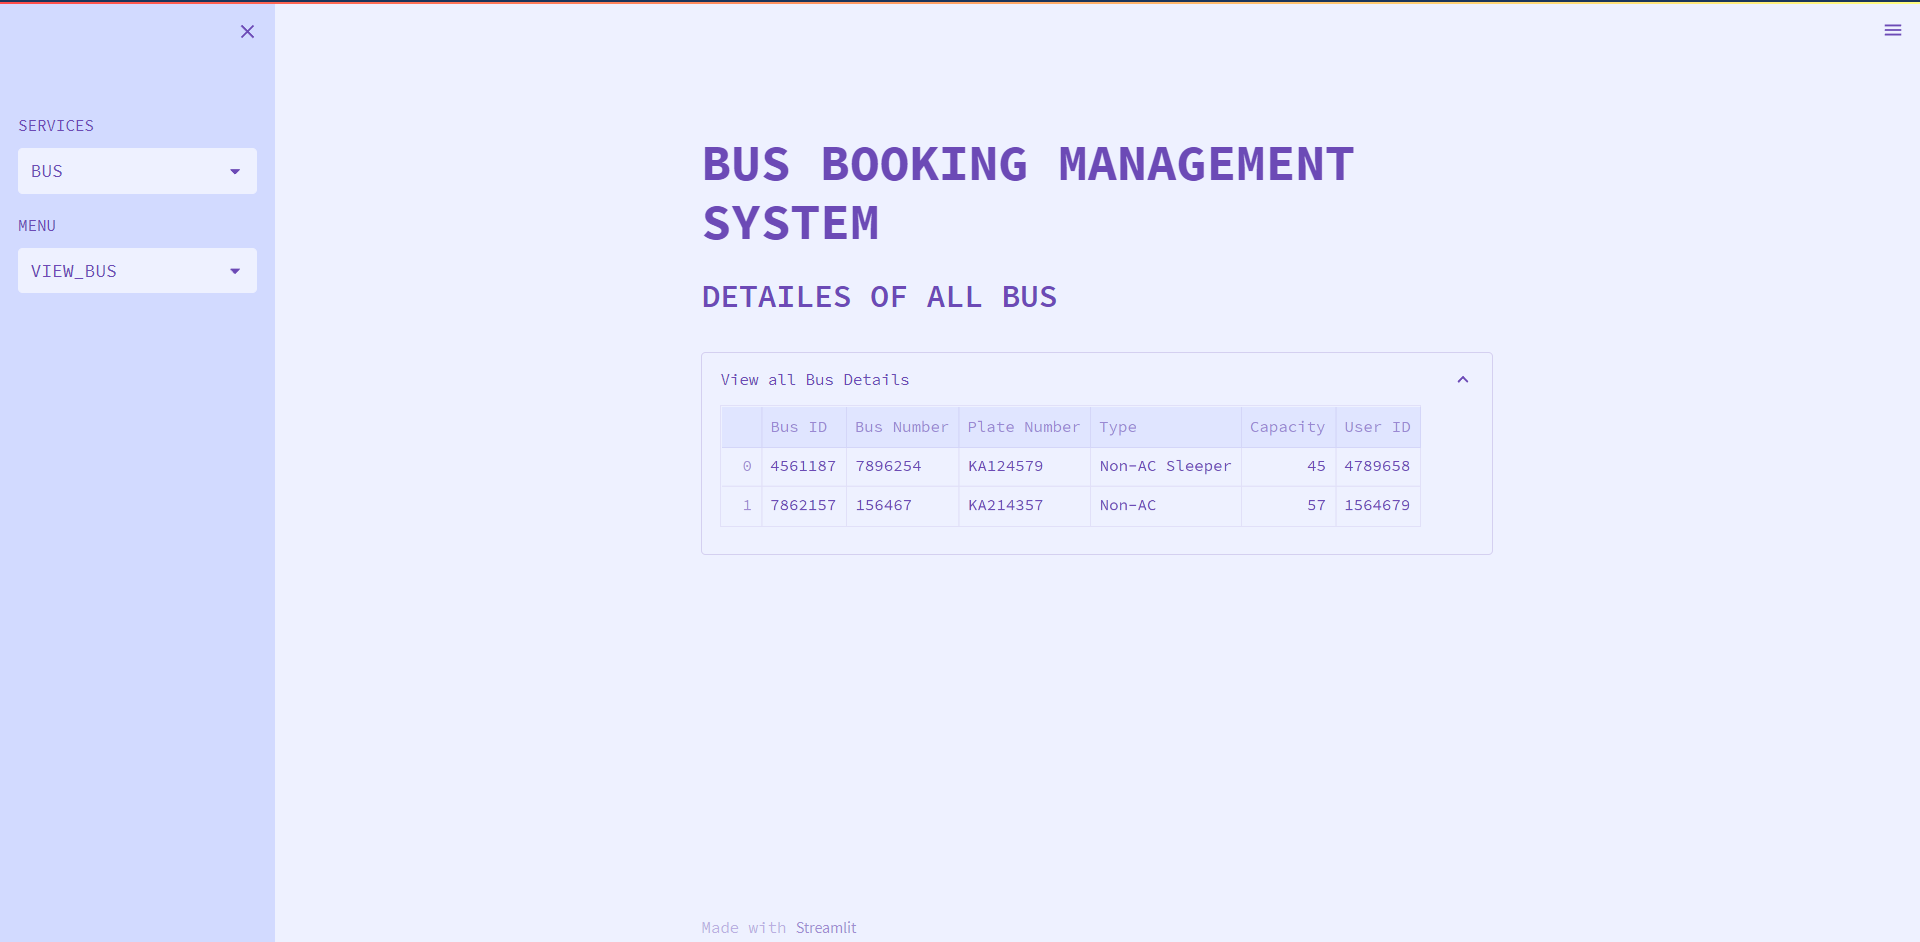 SERVICES
BUS
MENU
VIEW_BUS
BUS BOOKING MANAGEMENT
SYSTEM
DETAILES OF ALL BUS
View all Bus Details
Bus ID Bus Number Plate Number Type Capacity User ID
0 4561187 7896254 KA124579 Non-AC Sleeper 45 4789658
1 7862157 156467 KA214357 Non-AC 57 1564679
Made with Streamlit